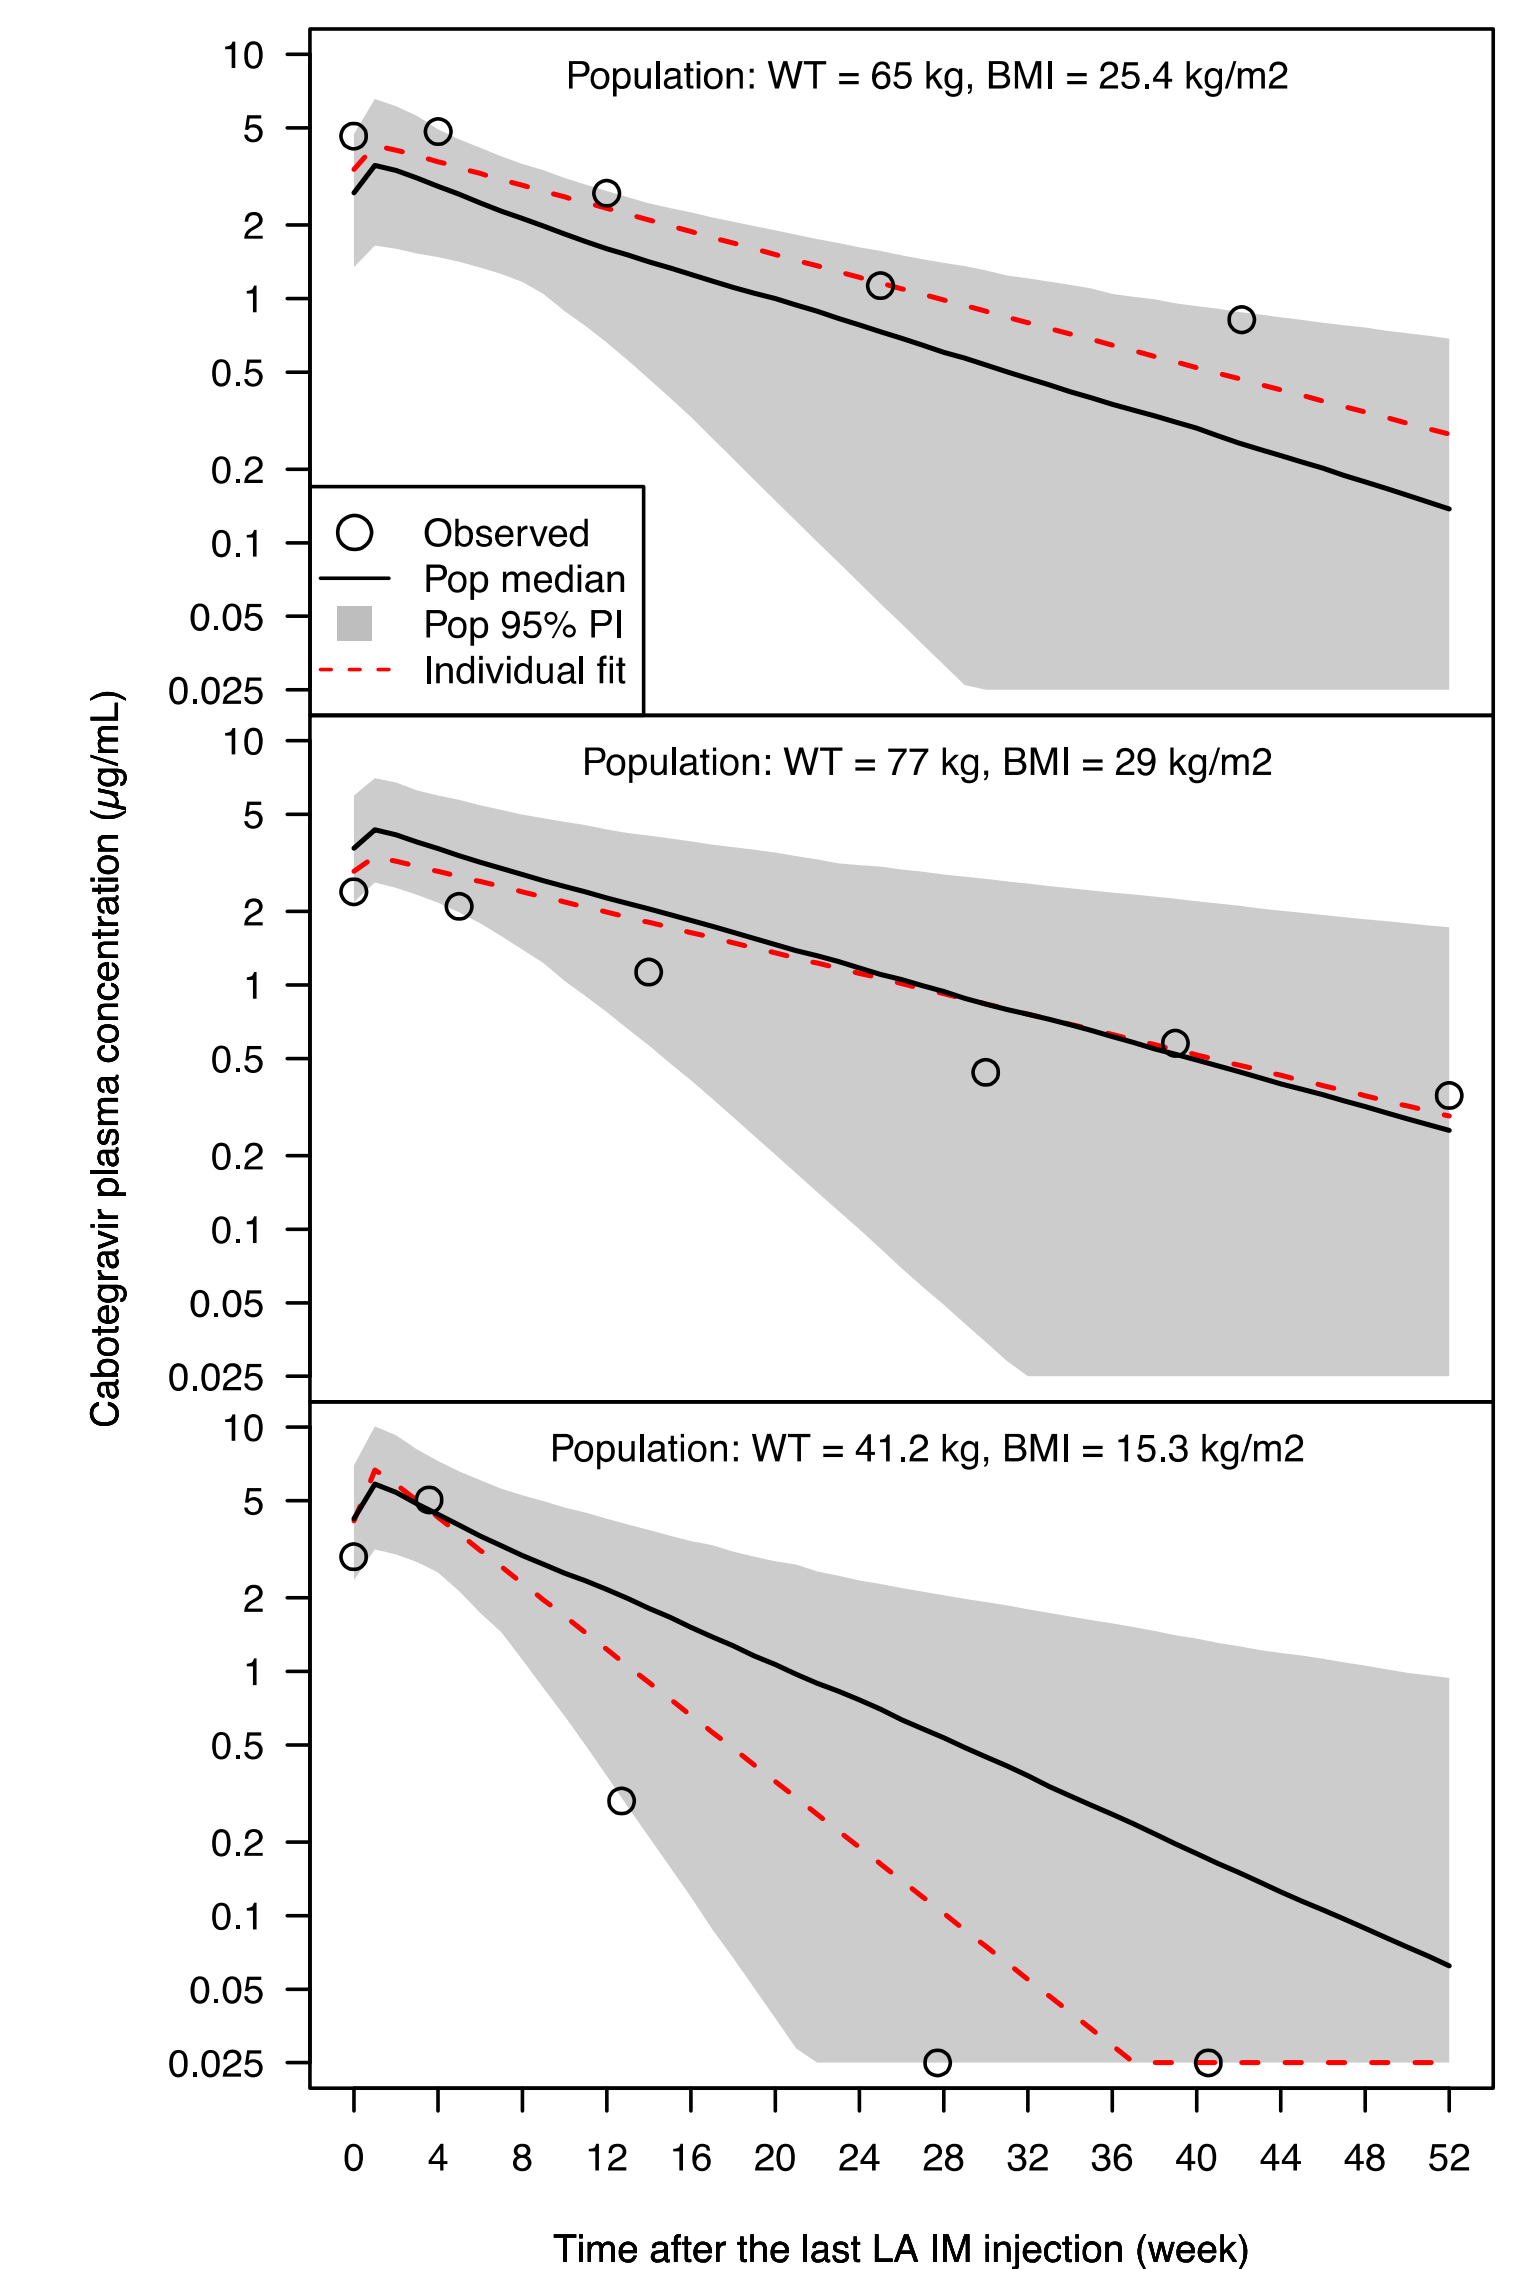 Population: WT = 65 kg, BMI = 25.4 kg/m2
10
5
2
1
0.5
0.2
0.1
0.05
0.025
Observed
Pop median
Pop 95% PI
Individual fit
Cabotegravir plasma concentration (µg/mL)
Population: WT = 77 kg, BMI = 29 kg/m2
10
5
2
1
0.5
0.2
0.1
0.05
0.025
Population: WT = 41.2 kg, BMI = 15.3 kg/m2
10
5
2
1
0.5
0.2
0.1
0.05
0.025
0 4 8 12 16 20 24 28 32 36 40 44 48 52
Time after the last LA IM injection (week)